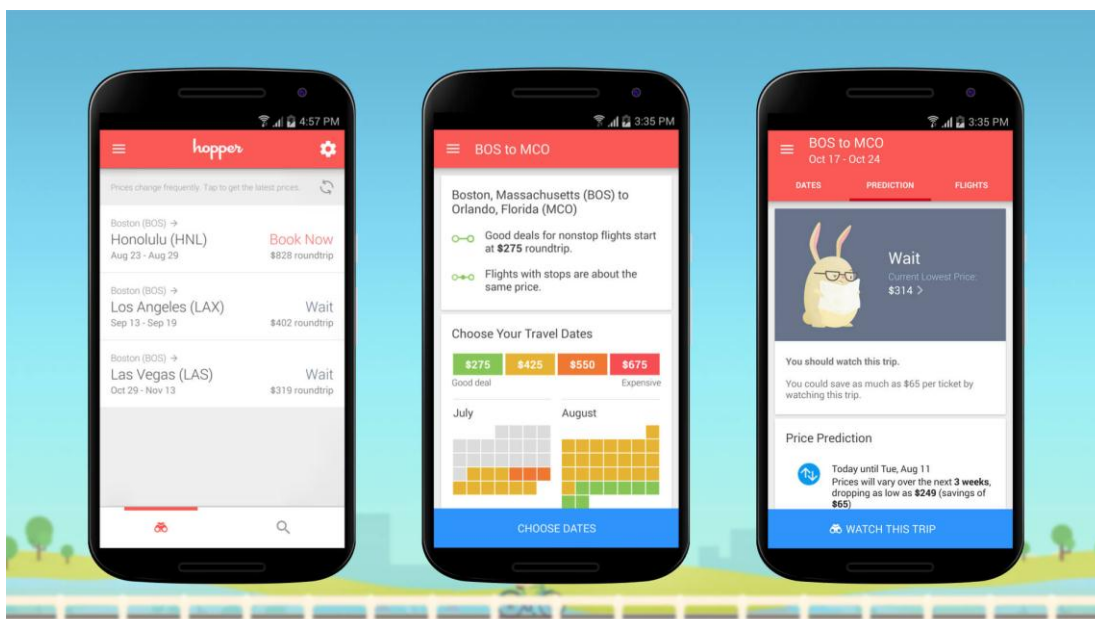 4:57 PM
hopper
Prices change frequently. Tap to get the latest prices.
Boston (BOS) →
Honolulu (HNL) Book Now
Aug 23 - Aug 29 $828 roundtrip
Boston (BOS) →
Los Angeles (LAX) Wait
Sep 13 - Sep 19 $402 roundtrip
Boston (BOS) →
Las Vegas (LAS) Wait
Oct 29 - Nov 13 $319 roundtrip
3:35 PM
BOS to MCO
Boston, Massachusetts (BOS) to
Orlando, Florida (MCO)
Good deals for nonstop flights start
at $275 roundtrip.
Flights with stops are about the
same price.
Choose Your Travel Dates
$275 $425 $550 $675
Good deal Expensive
July August
CHOOSE DATES
3:35 PM
BOS to MCO
Oct 17 - Oct 24
DATES PREDICTION FLIGHTS
Wait
Current Lowest Price:
$314 >
You should watch this trip.
You could save as much as $65 per ticket by
watching this trip.
Price Prediction
Today until Tue, Aug 11
Prices will vary over the next 3 weeks,
dropping as low as $249 (savings of
$65)
WATCH THIS TRIP